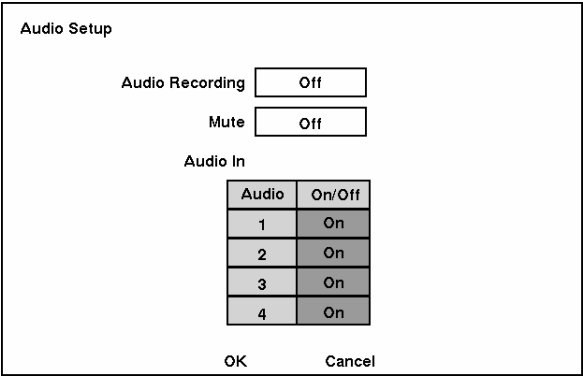 Audio Setup
Audio Recording Off
Mute Off
Audio In
Audio On/Off
1 On
2 On
3 On
4 On
OK Cancel